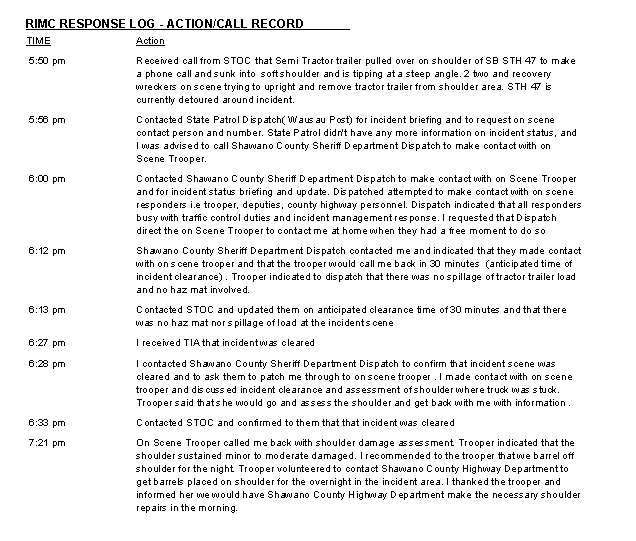 RIMC RESPONSE LOG - ACTION/CALL RECORD
TIME Action
5:50 pm Received call from STOC that Semi Tractor trailer pulled over on shoulder of SB STH 47 to make
a phone call and sunk into soft shoulder and is tipping at a steep angle. 2 two and recovery
wreckers on scene trying to upright and remove tractor trailer from shoulder area. STH 47 is
currently detoured around incident.
5:56 pm Contacted State Patrol Dispatch( Wausau Post) for incident briefing and to request on scene
contact person and number. State Patrol didn't have any more information on incident status, and
I was advised to call Shawano County Sheriff Department Dispatch to make contact with on
Scene Trooper.
6:00 pm Contacted Shawano County Sheriff Department Dispatch to make contact with on Scene Trooper
and for incident status briefing and update. Dispatched attempted to make contact with on scene
responders i.e trooper, deputies, county highway personnel. Dispatch indicated that all responders
busy with traffic control duties and incident management response. I requested that Dispatch
direct the on Scene Trooper to contact me at home when they had a free moment to do so
6:12 pm Shawano County Sheriff Department Dispatch contacted me and indicated that they made contact
with on scene trooper and that the trooper would call me back in 30 minutes (anticipated time of
incident clearance) . Trooper indicated to dispatch that there was no spillage of tractor trailer load
and no haz mat involved.
6:13 pm Contacted STOC and updated them on anticipated clearance time of 30 minutes and that there
was no haz mat nor spillage of load at the incident scene
6:27 pm I received TIA that incident was cleared
6:28 pm I contacted Shawano County Sheriff Department Dispatch to confirm that incident scene was
cleared and to ask them to patch me through to on scene trooper . I made contact with on scene
trooper and discussed incident clearance and assessment of shoulder where truck was stuck.
Trooper said that she would go and assess the shoulder and get back with me with information .
6:33 pm Contacted STOC and confirmed to them that that incident was cleared
7:21 pm On Scene Trooper called me back with shoulder damage assessment. Trooper indicated that the
shoulder sustained minor to moderate damaged. I recommended to the trooper that we barrel off
shoulder for the night. Trooper volunteered to contact Shawano County Highway Department to
get barrels placed on shoulder for the overnight in the incident area. I thanked the trooper and
informed her we would have Shawano County Highway Department make the necessary shoulder
repairs in the morning.